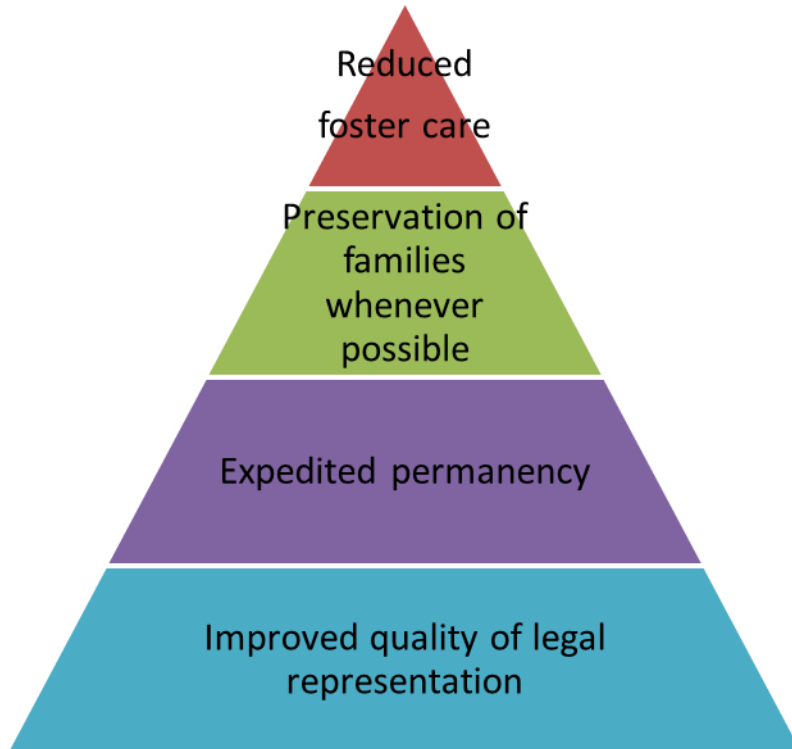 Reduced
foster care
Preservation of
families
whenever
possible
Expedited permanency
Improved quality of legal
representation